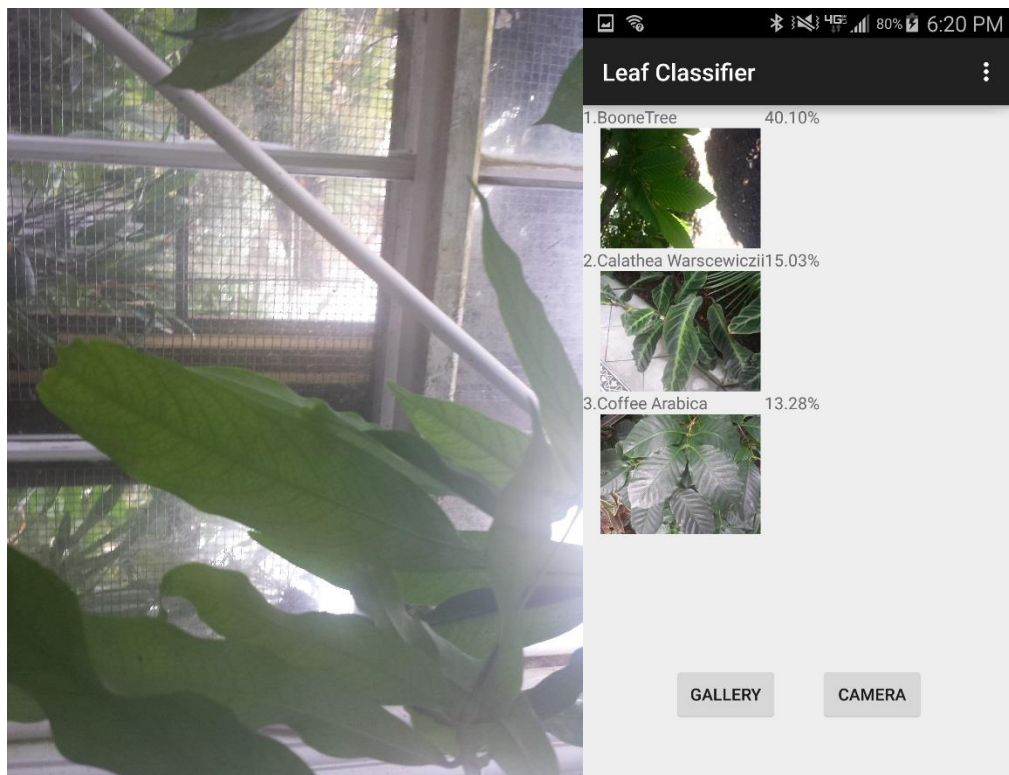 4G 80% 6:20 PM
Leaf Classifier
1.BooneTree 40.10%
2.Calathea Warscewiczii15.03%
3.Coffee Arabica 13.28%
GALLERY CAMERA